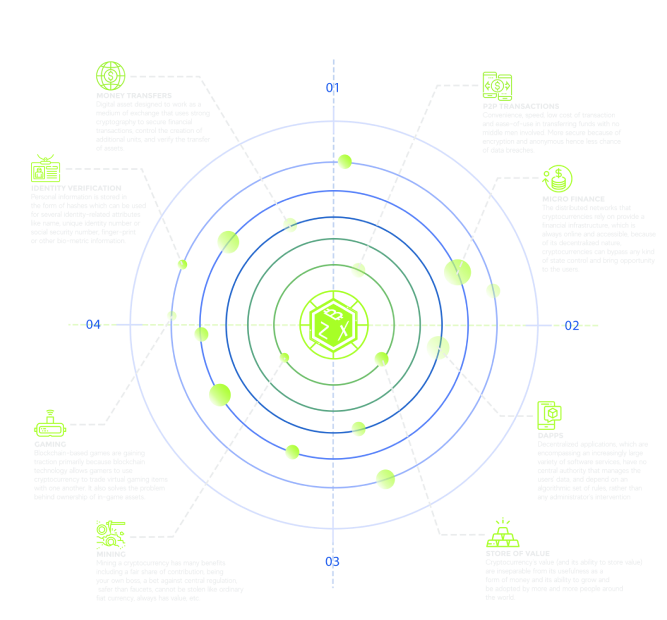 01
MONEY TRANSFERS
Digital asset designed to work as a
medium of exchange that uses strong
cryptography to secure financial
transactions, control the creation of
additional units, and verify the transfer
of assets.
P2P TRANSACTIONS
Convenience, speed, low cost of transaction
and ease of use in transferring funds with no
middle man involved. More secure because of
encryption and anonymous hence less chance
of data breaches.
IDENTITY VERIFICATION
Personal information is stored in
the form of hashes which can be used
for several identity-related attributes
like name, unique identity number or
social security number, finger-print
or other bio-metric information.
MICRO FINANCE
The distributed networks that
cryptocurrencies rely on provide a
financial infrastructure, which is
always online and accessible, because
of its decentralised nature
cryptocurrencies can bypass any kind
of state control and bring opportunity
to the users.
04
02
GAMING
Blockchain-based games are gaining
traction primarily because blockchain
technology allows gamers to use
cryptocurrency to trade virtual gaming items
with one another. It also solves the problem
behind ownership of in-game assets.
DAPPS
Decentralised applications, which are
encompassing an increasingly large
variety of software services, have no
central authority that manages the
users' data, and depend on an
algorithmic set of rules, rather than
any administrator's intervention.
MINING
Mining a cryptocurrency has many benefits,
including a fair share of contribution, being
your own boss, a bet against central regulation
rather than faucets, cannot be hacked like ordinary
fiat currency, always has value, etc.
STORE OF VALUE
Cryptocurrency's value and its ability to store value
are inseparable from its usefulness as a
form of money and its ability to grow and
be adopted by more and more people around
the world.
03